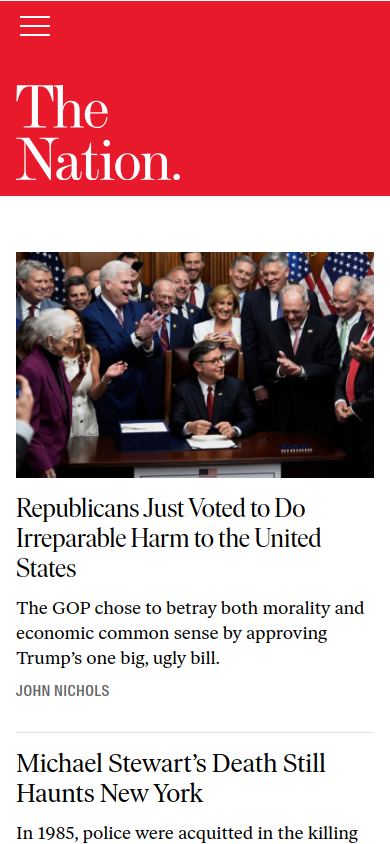 The
Nation.
Republicans Just Voted to Do
Irreparable Harm to the United
States
The GOP chose to betray both morality and
economic common sense by approving
Trump’s one big, ugly bill.
JOHN NICHOLS
Michael Stewart’s Death Still
Haunts New York
In 1985, police were acquitted in the killing